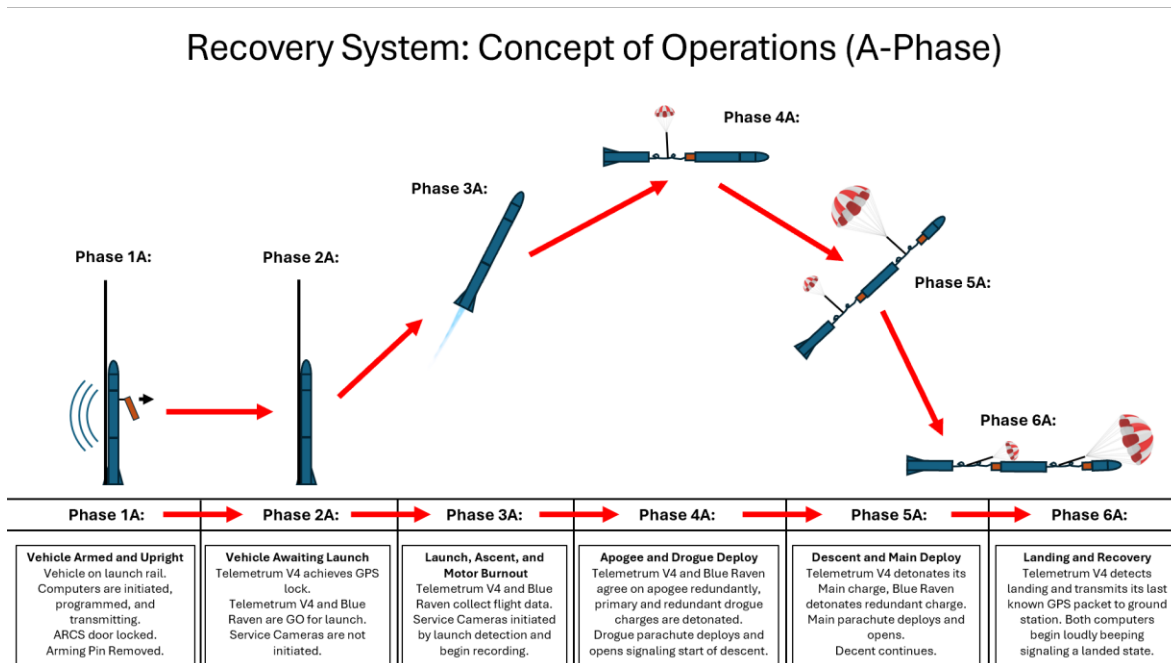 Recovery System: Concept of Operations (A-Phase)
Phase 4A:
Phase 3A:
Phase 1A:
Phase 2A:
Phase 5A:
Phase 6A:
Phase 1A:
Phase 2A:
Phase 3A:
Phase 4A:
Phase 5A:
Phase 6A:
Vehicle Armed and Upright
Vehicle on launch rail.
Computers are initiated,
programmed, and
transmitting.
ARCS door locked.
Arming Pin Removed.
Vehicle Awaiting Launch
Telemetrum V4 achieves GPS
lock.
Telemetrum V4 and Blue
Raven are GO for launch.
Service Cameras are not
initiated.
Launch, Ascent, and
Motor Burnout
Telemetrum V4 and Blue
Raven collect flight data.
Service Cameras initiated
by launch detection and
begin recording.
Apogee and Drogue Deploy
Telemetrum V4 and Blue Raven
agree on apogee redundantly,
primary and redundant drogue
charges are detonated.
Drogue parachute deploys and
opens signaling start of descent.
Descent and Main Deploy
Telemetrum V4 detonates its
Main charge, Blue Raven
detonates redundant charge.
Main parachute deploys and
opens.
Decent continues.
Landing and Recovery
Telemetrum V4 detects
landing and transmits its last
known GPS packet to ground
station. Both computers
begin loudly beeping
signaling a landed state.